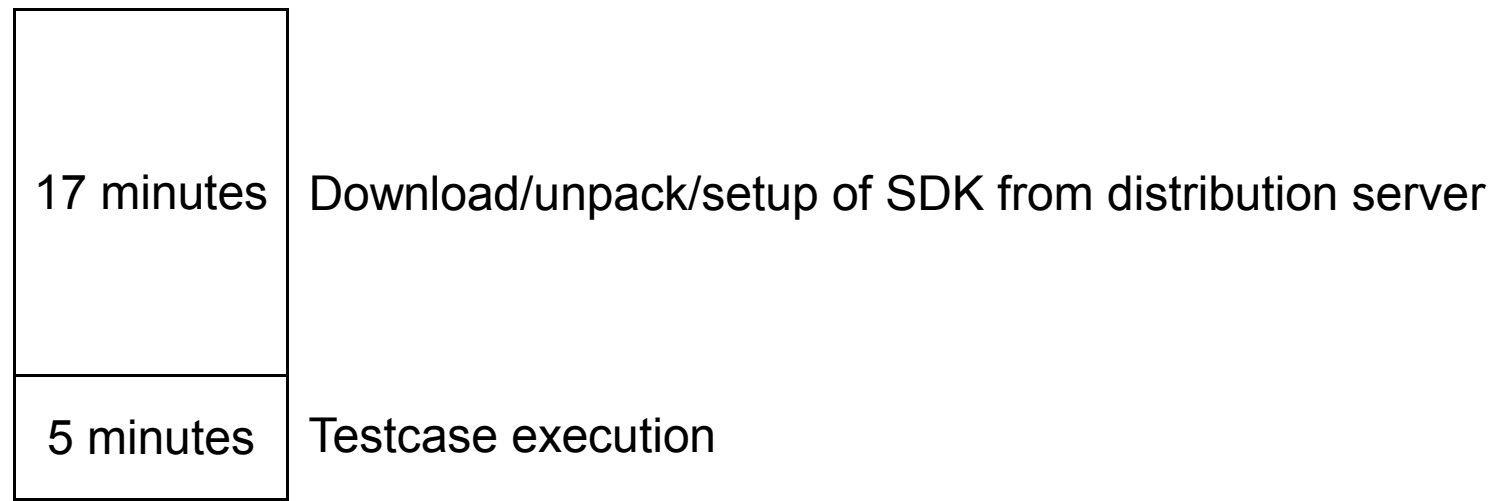 17 minutes Download/unpack/setup of SDK from distribution server
5 minutes Testcase execution